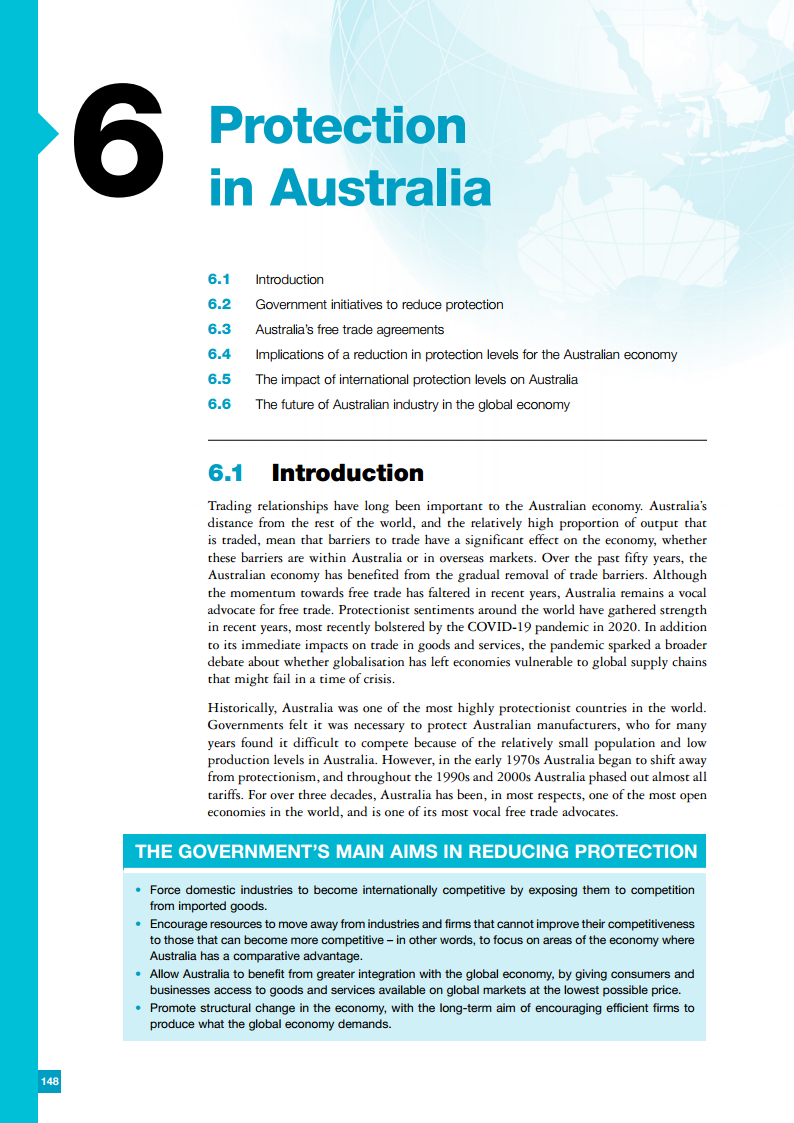 6
Protection
in Australia
6.1 Introduction
6.2 Government initiatives to reduce protection
6.3 Australia’s free trade agreements
6.4 Implications of a reduction in protection levels for the Australian economy
6.5 The impact of international protection levels on Australia
6.6 The future of Australian industry in the global economy
6.1 Introduction
Trading relationships have long been important to the Australian economy. Australia’s
distance from the rest of the world, and the relatively high proportion of output that
is traded, mean that barriers to trade have a significant effect on the economy, whether
these barriers are within Australia or in overseas markets. Over the past fifty years, the
Australian economy has benefited from the gradual removal of trade barriers. Although
the momentum towards free trade has faltered in recent years, Australia remains a vocal
advocate for free trade. Protectionist sentiments around the world have gathered strength
in recent years, most recently bolstered by the COVID-19 pandemic in 2020. In addition
to its immediate impacts on trade in goods and services, the pandemic sparked a broader
debate about whether globalisation has left economies vulnerable to global supply chains
that might fail in a time of crisis.
Historically, Australia was one of the most highly protectionist countries in the world.
Governments felt it was necessary to protect Australian manufacturers, who for many
years found it difficult to compete because of the relatively small population and low
production levels in Australia. However, in the early 1970s Australia began to shift away
from protectionism, and throughout the 1990s and 2000s Australia phased out almost all
tariffs. For over three decades, Australia has been, in most respects, one of the most open
economies in the world, and is one of its most vocal free trade advocates.
THE GOVERNMENT’S MAIN AIMS IN REDUCING PROTECTION
• Force domestic industries to become internationally competitive by exposing them to competition
from imported goods.
• Encourage resources to move away from industries and firms that cannot improve their competitiveness
to those that can become more competitive – in other words, to focus on areas of the economy where
Australia has a comparative advantage.
• Allow Australia to benefit from greater integration with the global economy, by giving consumers and
businesses access to goods and services available on global markets at the lowest possible price.
• Promote structural change in the economy, with the long-term aim of encouraging efficient firms to
produce what the global economy demands.
148